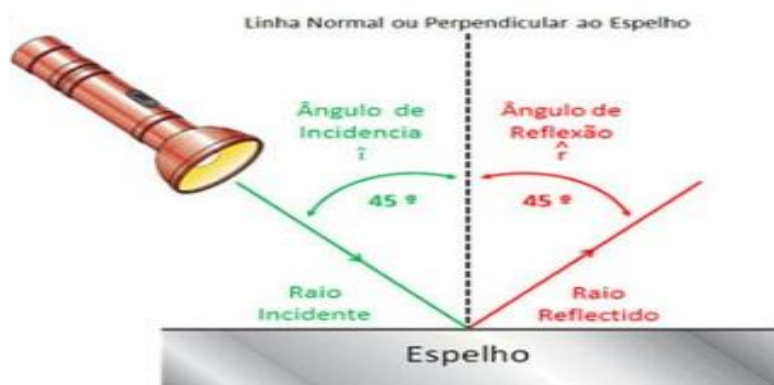 Linha Normal ou Perpendicular ao Espelho
Ângulo de
Incidencia
î
Ângulo de
Reflexão
r̂
45 º
45 º
Raio
Incidente
Raio
Reflectido
Espelho